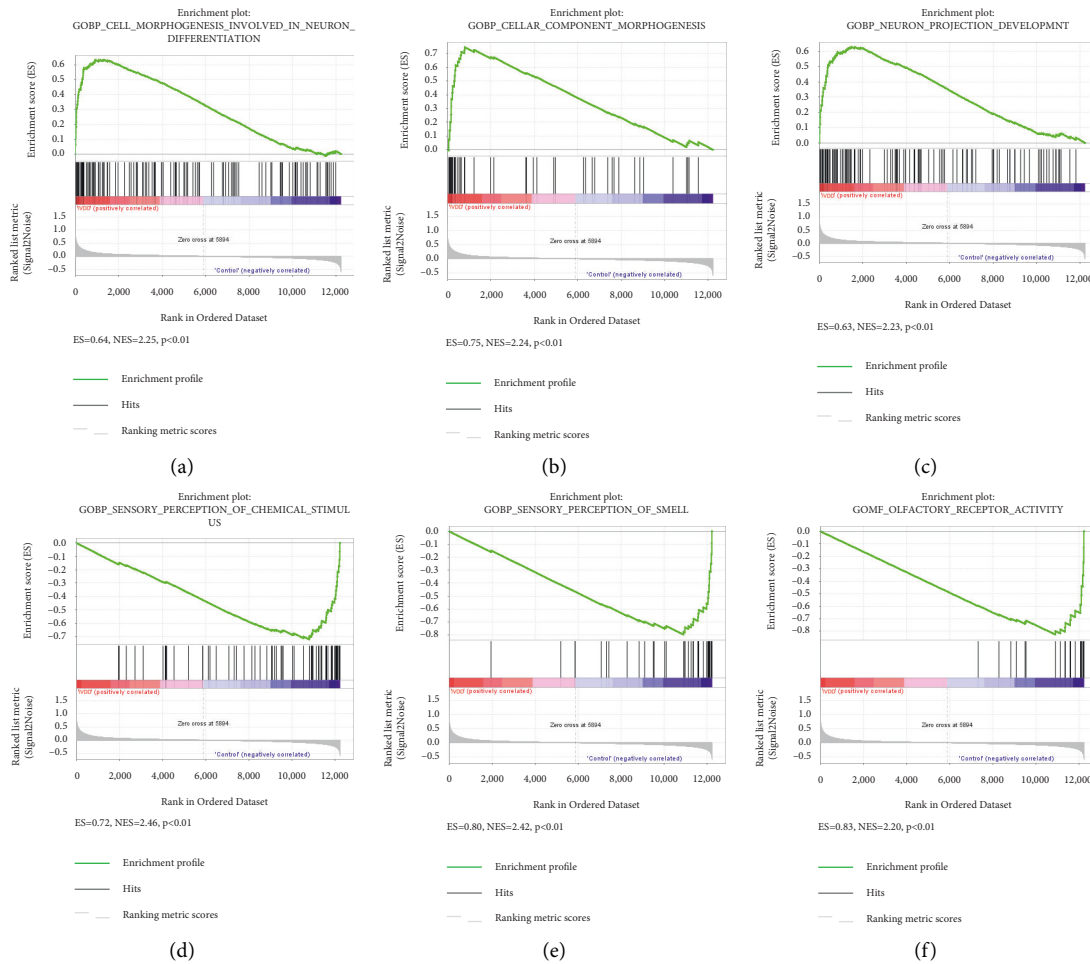 Enrichment plot:
GOBP_CELL_MORPHOGENESIS_INVOLVED_IN_NEURON_
DIFFERENTIATION
Enrichment score (ES)
0.6
0.5
0.4
0.3
0.2
0.1
0.0
(positively correlated)
Ranked list metric
(Signal2Noise)
1.5
1.0
0.5
0.0
−0.5
Zero cross at 5894
'Control' (negatively correlated)
0 2,000 4,000 6,000 8,000 10,000 12,000
Rank in Ordered Dataset
ES=0.64, NES=2.25, p<0.01
Enrichment profile
Hits
Ranking metric scores
(a)
Enrichment plot:
GOBP_CELLAR_COMPONENT_MORPHOGENESIS
Enrichment score (ES)
0.7
0.6
0.5
0.4
0.3
0.2
0.1
0.0
(positively correlated)
Ranked list metric
(Signal2Noise)
1.5
1.0
0.5
0.0
−0.5
Zero cross at 5894
'Control' (negatively correlated)
0 2,000 4,000 6,000 8,000 10,000 12,000
Rank in Ordered Dataset
ES=0.75, NES=2.24, p<0.01
Enrichment profile
Hits
Ranking metric scores
(b)
Enrichment plot:
GOBP_NEURON_PROJECTION_DEVELOPMNT
Enrichment score (ES)
0.6
0.5
0.4
0.3
0.2
0.1
0.0
(positively correlated)
Ranked list metric
(Signal2Noise)
1.5
1.0
0.5
0.0
−0.5
Zero cross at 5894
'Control' (negatively correlated)
0 2,000 4,000 6,000 8,000 10,000 12,000
Rank in Ordered Dataset
ES=0.63, NES=2.23, p<0.01
Enrichment profile
Hits
Ranking metric scores
(c)
Enrichment plot:
GOBP_SENSORY_PERCEPTION_OF_CHEMICAL_STIMUL
US
Enrichment score (ES)
0.0
−0.1
−0.2
−0.3
−0.4
−0.5
−0.6
−0.7
(positively correlated)
Ranked list metric
(Signal2Noise)
1.5
1.0
0.5
0.0
−0.5
Zero cross at 5894
'Control' (negatively correlated)
0 2,000 4,000 6,000 8,000 10,000 12,000
Rank in Ordered Dataset
ES=0.72, NES=2.46, p<0.01
Enrichment profile
Hits
Ranking metric scores
(d)
Enrichment plot:
GOBP_SENSORY_PERCEPTION_OF_SMELL
Enrichment score (ES)
0.0
−0.1
−0.2
−0.3
−0.4
−0.5
−0.6
−0.7
−0.8
(positively correlated)
Ranked list metric
(Signal2Noise)
1.5
1.0
0.5
0.0
−0.5
Zero cross at 5894
'Control' (negatively correlated)
0 2,000 4,000 6,000 8,000 10,000 12,000
Rank in Ordered Dataset
ES=0.80, NES=2.42, p<0.01
Enrichment profile
Hits
Ranking metric scores
(e)
Enrichment plot:
GOMF_OLFACTORY_RECEPTOR_ACTIVITY
Enrichment score (ES)
0.0
−0.1
−0.2
−0.3
−0.4
−0.5
−0.6
−0.7
−0.8
(positively correlated)
Ranked list metric
(Signal2Noise)
1.5
1.0
0.5
0.0
−0.5
Zero cross at 5894
'Control' (negatively correlated)
0 2,000 4,000 6,000 8,000 10,000 12,000
Rank in Ordered Dataset
ES=0.83, NES=2.20, p<0.01
Enrichment profile
Hits
Ranking metric scores
(f)